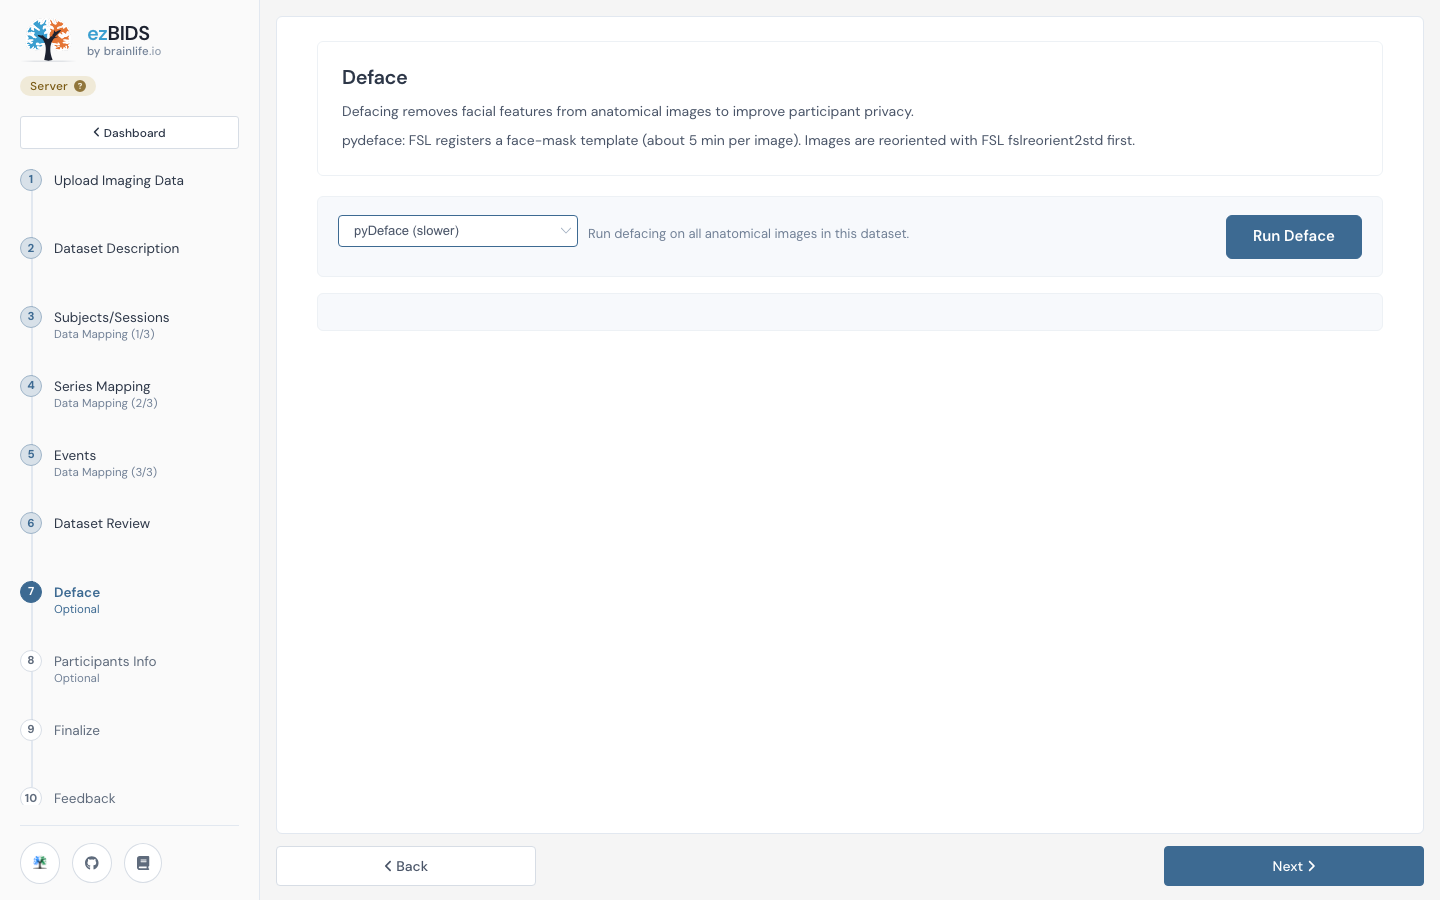 ezBIDS
by brainlife.io
Server ?
Dashboard
1 Upload Imaging Data
2 Dataset Description
3 Subjects/Sessions
Data Mapping (1/3)
4 Series Mapping
Data Mapping (2/3)
5 Events
Data Mapping (3/3)
6 Dataset Review
7 Deface
Optional
8 Participants Info
Optional
9 Finalize
10 Feedback
Deface
Defacing removes facial features from anatomical images to improve participant privacy.
pydeface: FSL registers a face-mask template (about 5 min per image). Images are reoriented with FSL fslreorient2std first.
pyDeface (slower)
Run defacing on all anatomical images in this dataset.
Run Deface
Back
Next